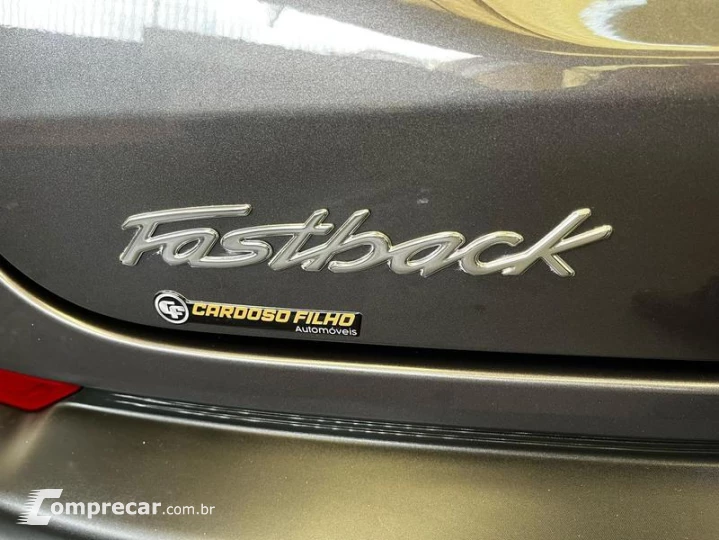 Fastback
CF CARDOSO FILHO
Automóveis
Comprecar.com.br